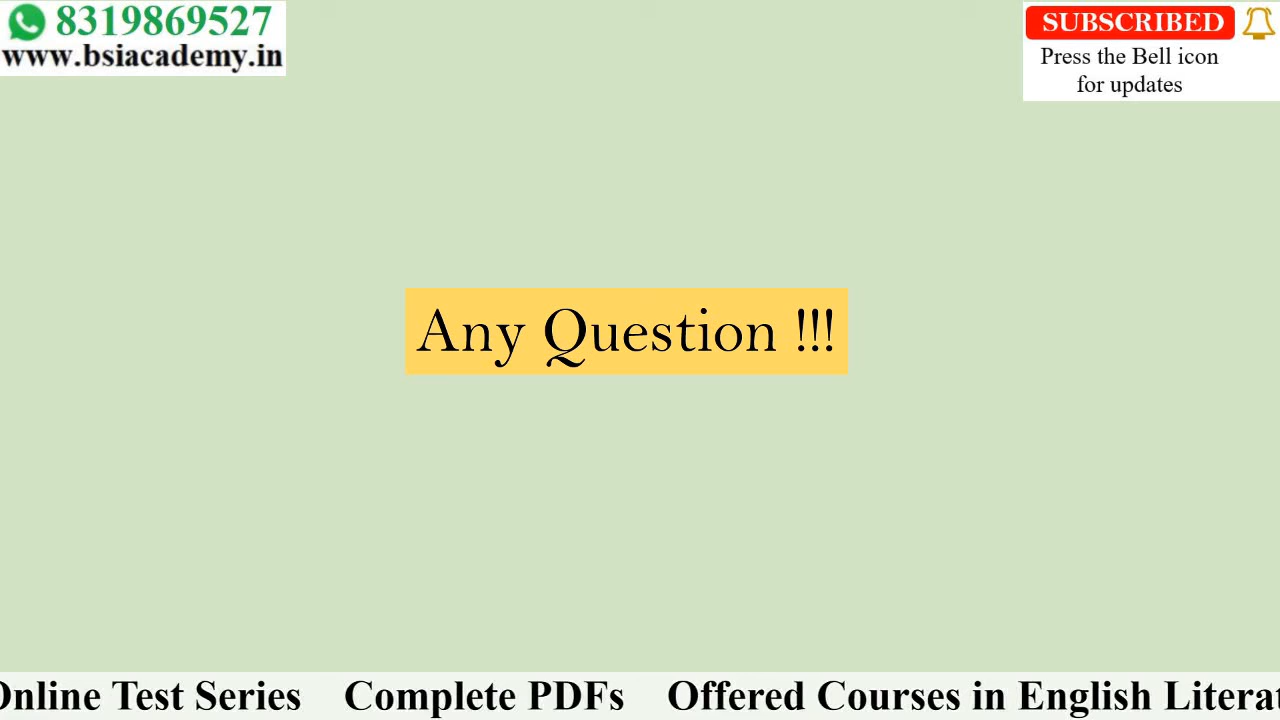 8319869527
www.bsiacademy.in
SUBSCRIBED
Press the Bell icon
for updates
Any Question !!!
Online Test Series Complete PDFs Offered Courses in English Literat